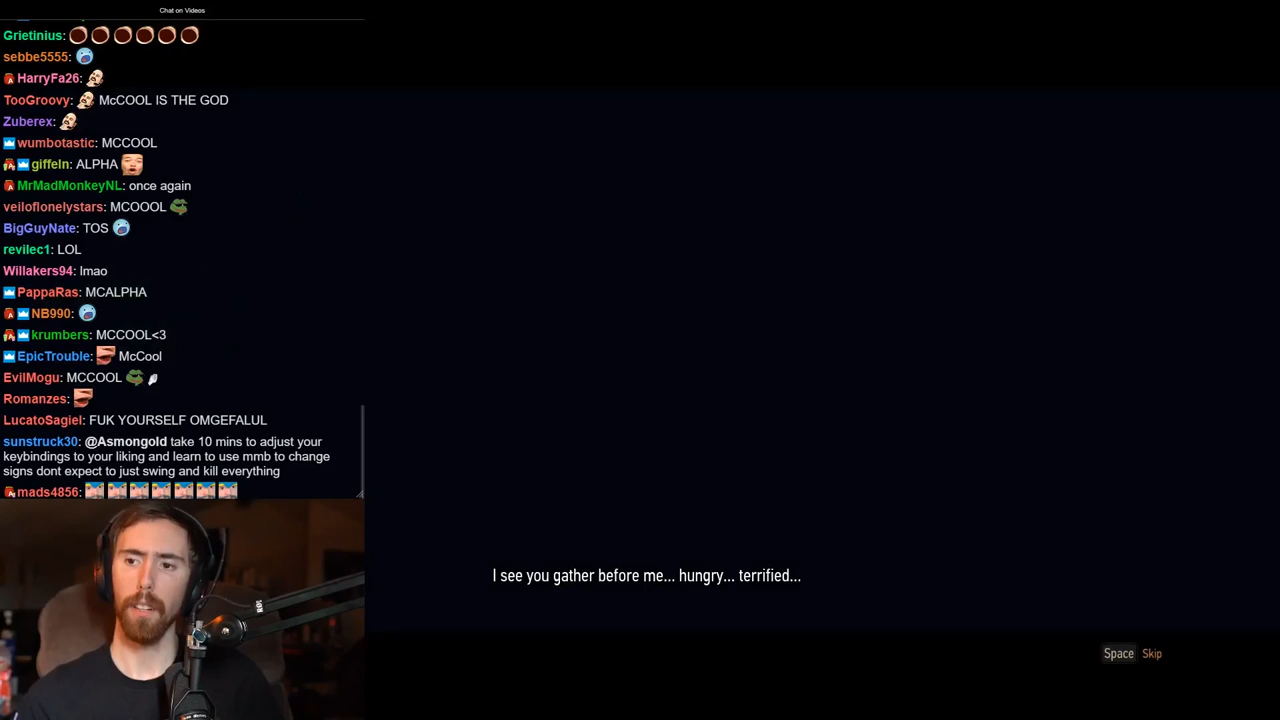 Chat on Videos
Grietinius:
sebbe5555:
HarryFa26:
TooGroovy: McCOOL IS THE GOD
Zuberex:
wumbotastic: MCCOOL
giffeln: ALPHA
MrMadMonkeyNL: once again
veiloflonelystars: MCOOOL
BigGuyNate: TOS
revilec1: LOL
Willakers94: lmao
PappaRas: MCALPHA
NB990:
krumbers: MCCOOL<3
EpicTrouble: McCool
EvilMogu: MCCOOL
Romanzes:
LucatoSagiel: FUK YOURSELF OMGEFALUL
sunstruck30: @Asmongold take 10 mins to adjust your
keybindings to your liking and learn to use mmb to change
signs dont expect to just swing and kill everything
mads4856:
I see you gather before me... hungry... terrified...
Space Skip